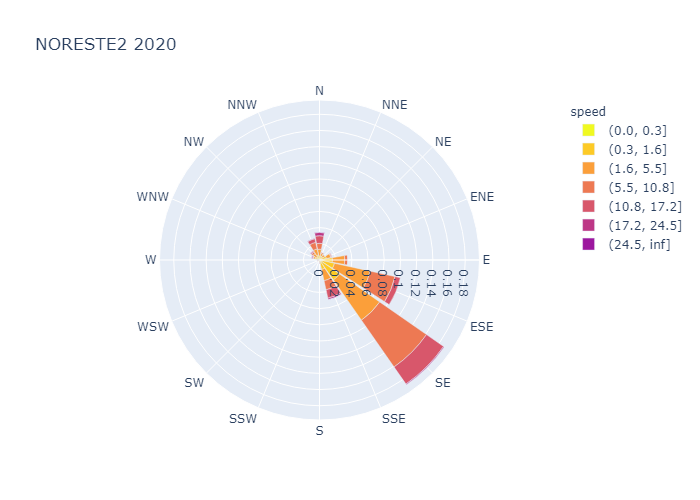 NORESTE2 2020
N
NNE
NE
ENE
E
ESE
SE
SSE
S
SSW
SW
WSW
W
WNW
NW
NNW
0
0.02
0.04
0.06
0.08
0.1
0.12
0.14
0.16
0.18
speed
(0.0, 0.3]
(0.3, 1.6]
(1.6, 5.5]
(5.5, 10.8]
(10.8, 17.2]
(17.2, 24.5]
(24.5, inf]